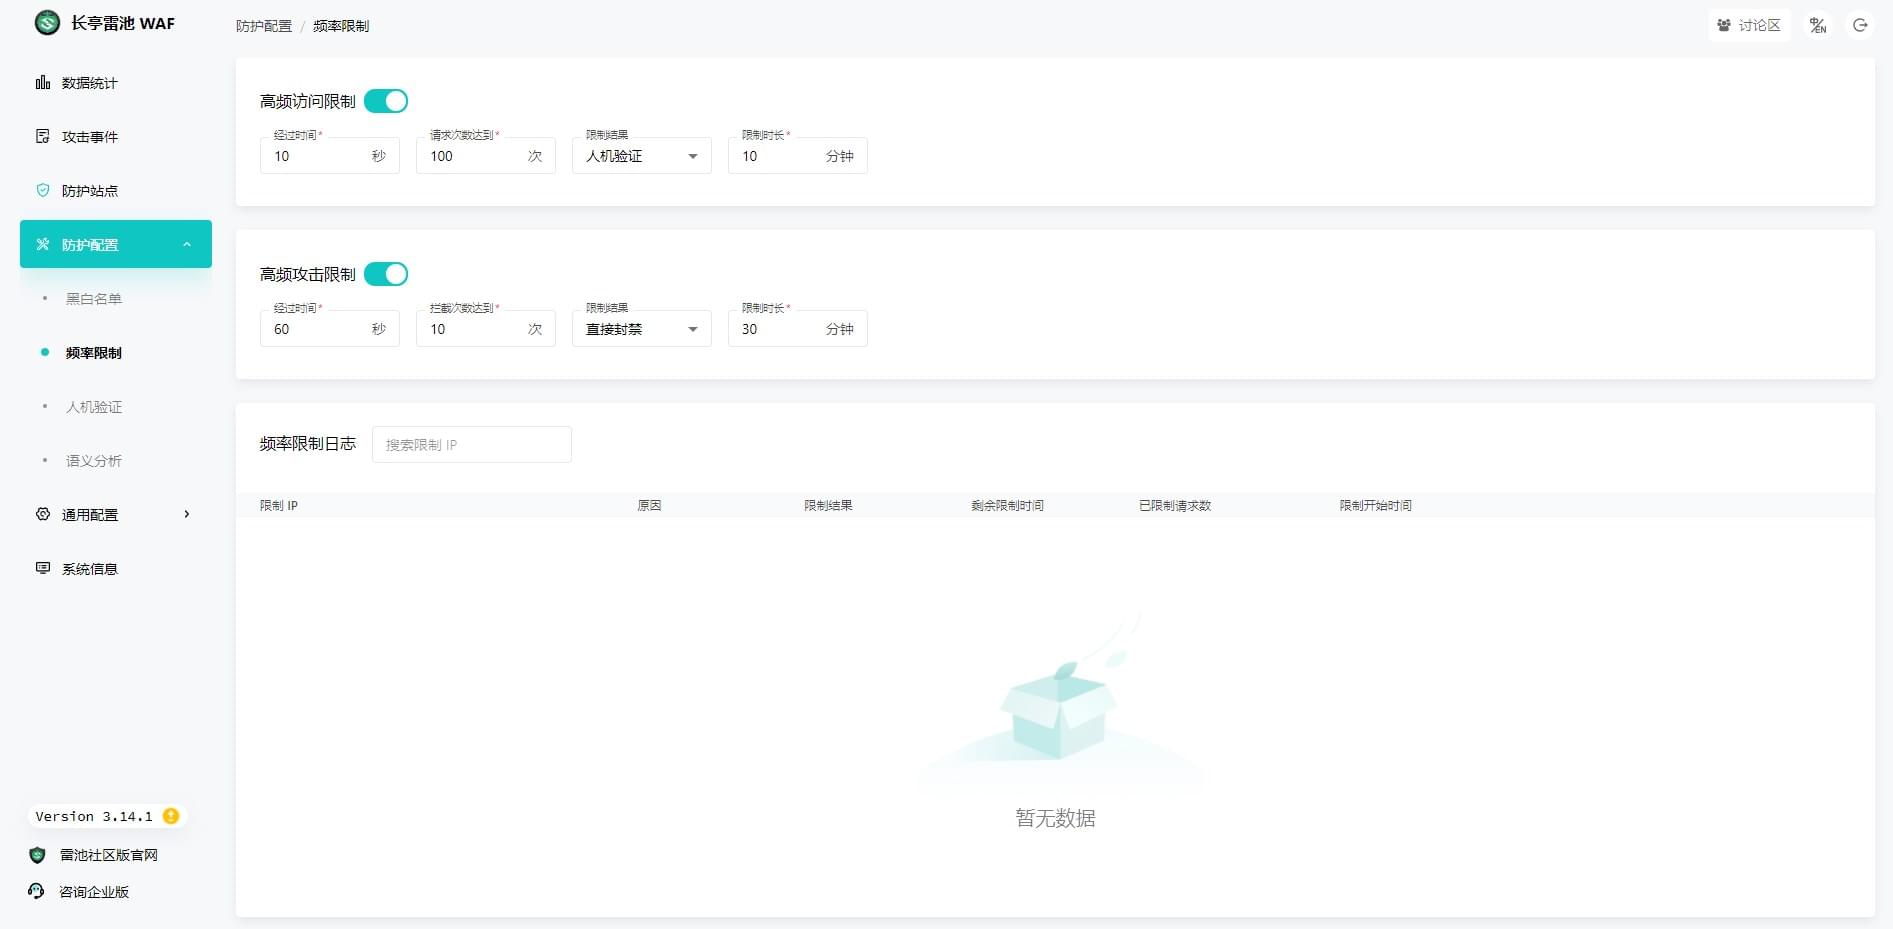 长亭雷池 WAF
防护配置 / 频率限制
讨论区
中/EN
数据统计
攻击事件
防护站点
防护配置
黑白名单
频率限制
人机验证
语义分析
通用配置
系统信息
Version 3.14.1
雷池社区版官网
咨询企业版
高频访问限制
经过时间* 请求次数达到* 限制结果 限制时长*
10 秒 100 次 人机验证 10 分钟
高频攻击限制
经过时间* 拦截次数达到* 限制结果 限制时长*
60 秒 10 次 直接封禁 30 分钟
频率限制日志 搜索限制 IP
限制 IP 原因 限制结果 剩余限制时间 已限制请求数 限制开始时间
暂无数据